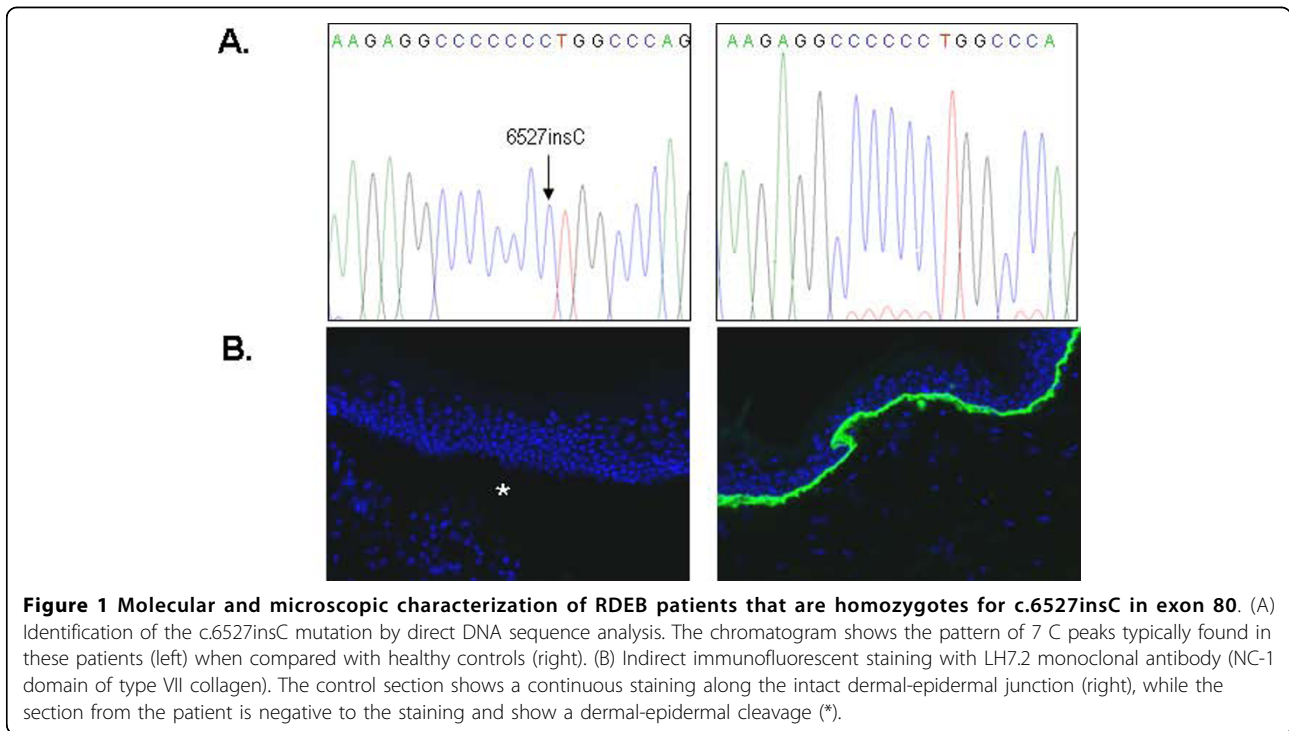 A.
A A G A G G C C C C C C C T G G C C C A G
A A G A G G C C C C C C T G G C C C A
6527insC
B.
*
Figure 1 Molecular and microscopic characterization of RDEB patients that are homozygotes for c.6527insC in exon 80. (A)
Identification of the c.6527insC mutation by direct DNA sequence analysis. The chromatogram shows the pattern of 7 C peaks typically found in
these patients (left) when compared with healthy controls (right). (B) Indirect immunofluorescent staining with LH7.2 monoclonal antibody (NC-1
domain of type VII collagen). The control section shows a continuous staining along the intact dermal-epidermal junction (right), while the
section from the patient is negative to the staining and show a dermal-epidermal cleavage (*).